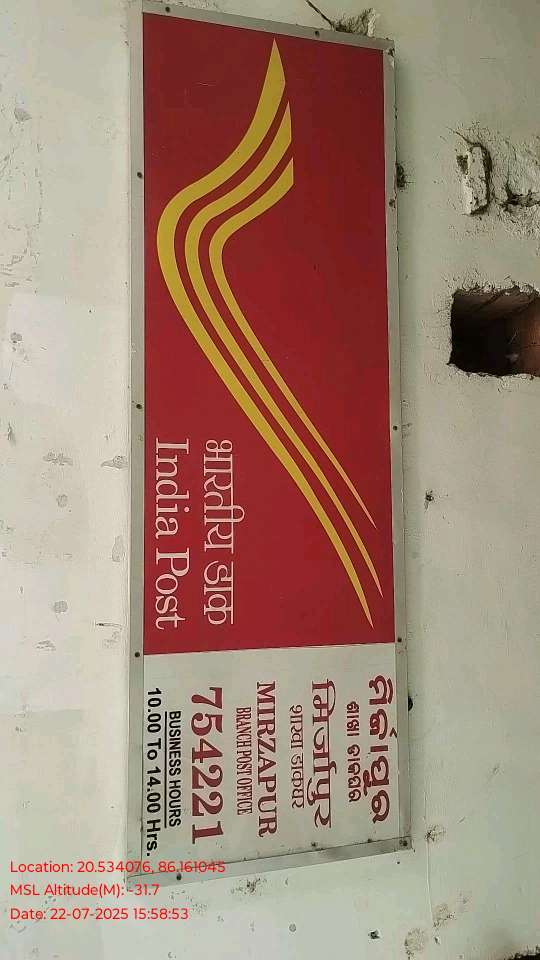 भारतीय डाक
India Post
ମିର୍ଜାପୁର
ଶାଖା ଡାକଘର
मिर्जापुर
शाखा डाकघर
MIRZAPUR
BRANCH POST OFFICE
754221
BUSINESS HOURS
10.00 To 14.00 Hrs.
Location: 20.534076, 86.161045
MSL Altitude(M): -31.7
Date: 22-07-2025 15:58:53